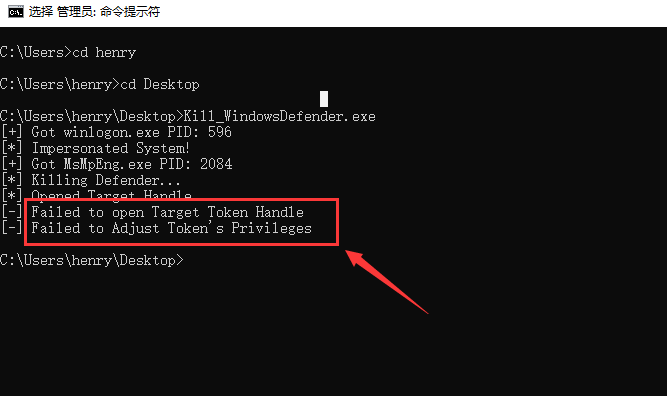 选择 管理员: 命令提示符
C:\Users>cd henry
C:\Users\henry>cd Desktop
C:\Users\henry\Desktop>Kill_WindowsDefender.exe
[+] Got winlogon.exe PID: 596
[*] Impersonated System!
[+] Got MsMpEng.exe PID: 2084
[*] Killing Defender...
[*] Opened Target Handle
[-] Failed to open Target Token Handle
[-] Failed to Adjust Token's Privileges
C:\Users\henry\Desktop>